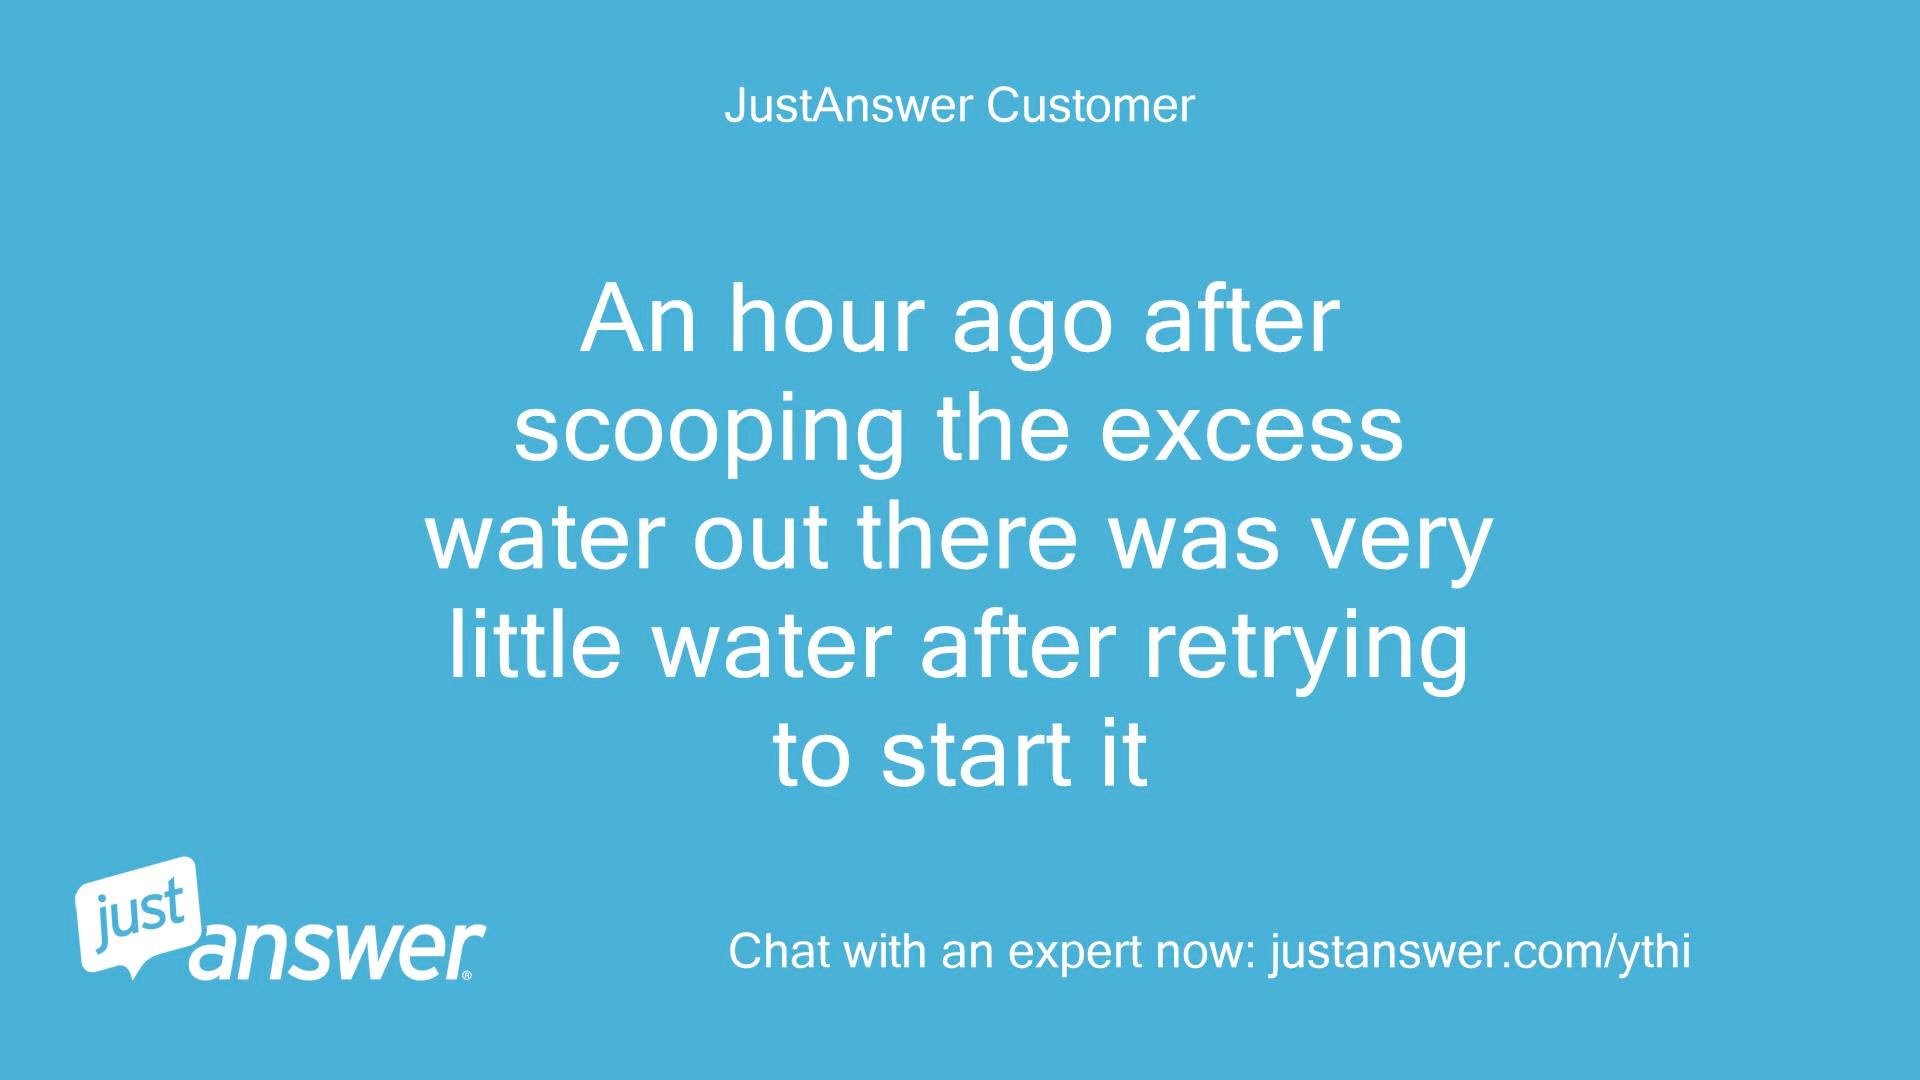 JustAnswer Customer
An hour ago after
scooping the excess
water out there was very
little water after retrying
to start it
just
answer®
Chat with an expert now: justanswer.com/ythi